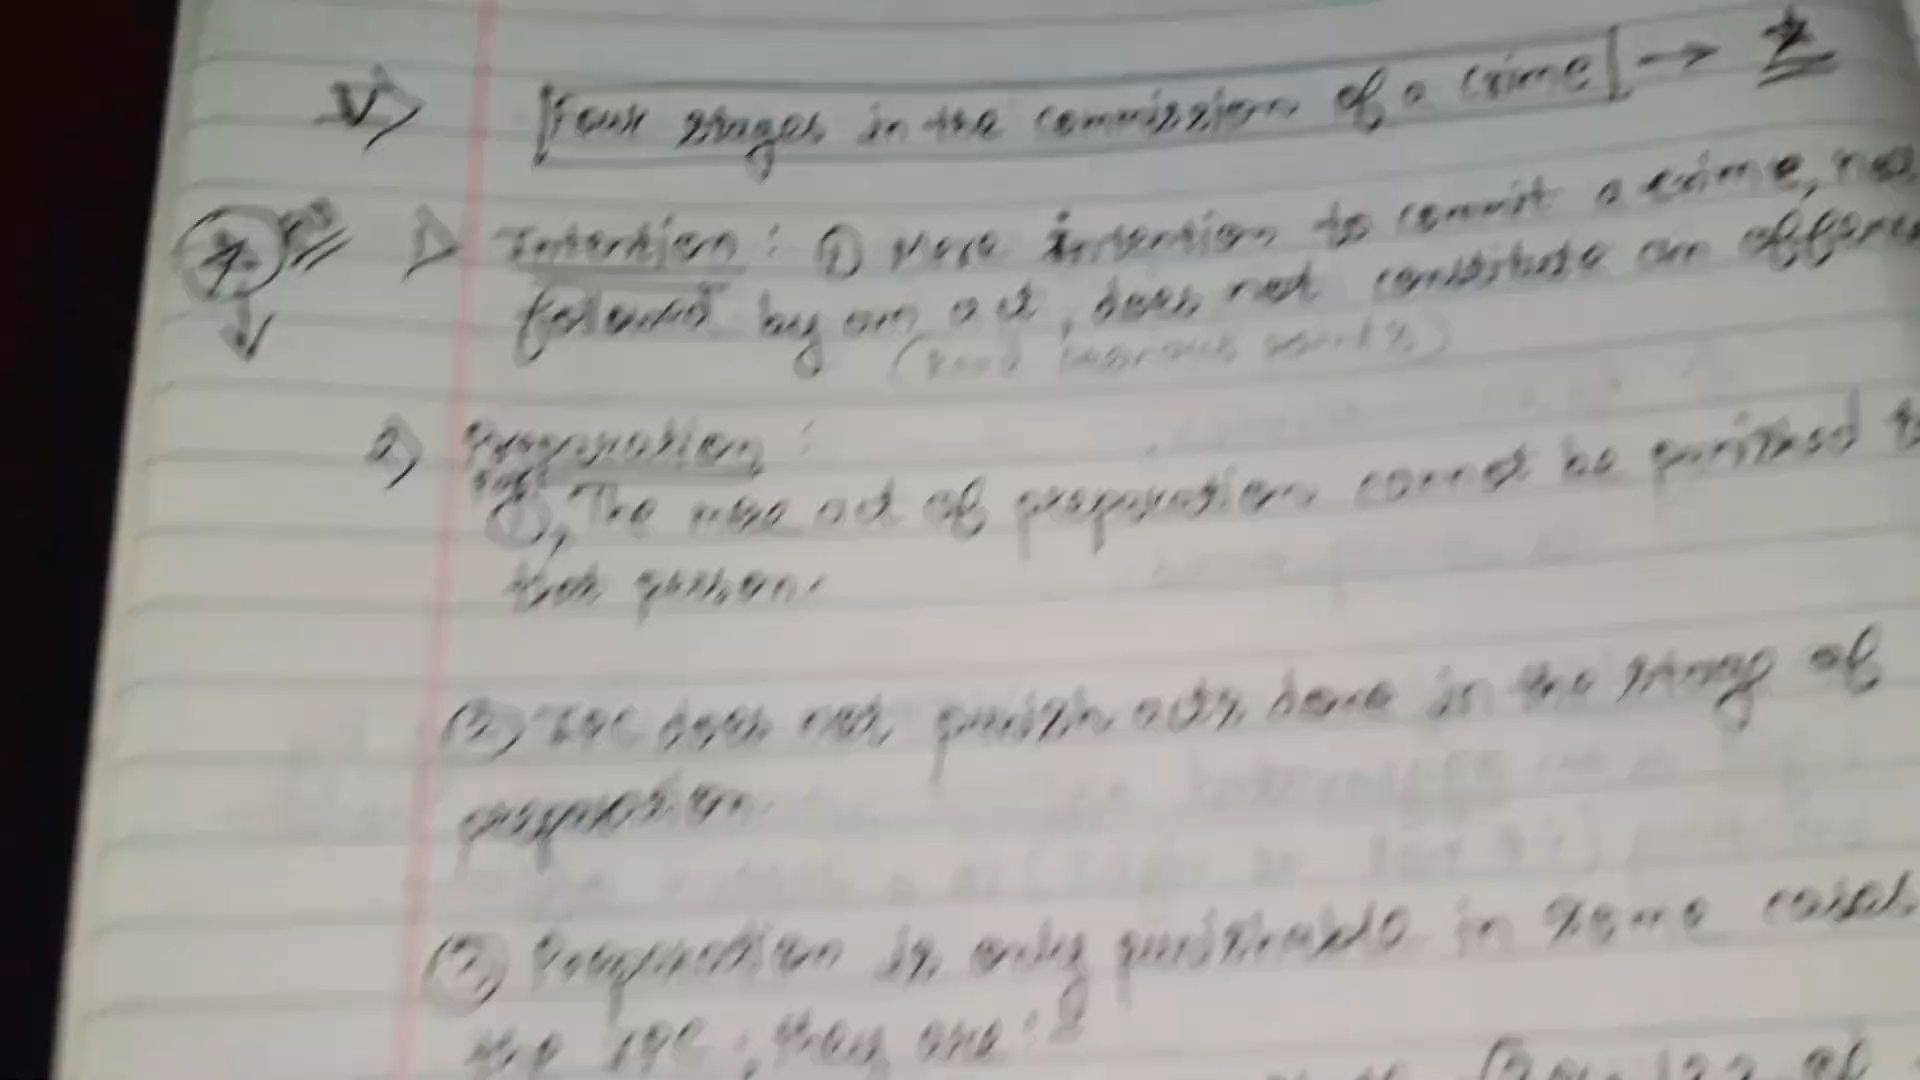 V) [Four stages in the commission of a crime] →
1) Intention: ① Mere intention to commit a crime, not
followed by an act, does not constitute an offence
2) Preparation:
①, The mere act of preparation cannot be punished to
that person.
(2) IPC does not punish acts done in the stage of
preparation.
Preparation is only punishable in some cases
the IPC; they are:
122 of